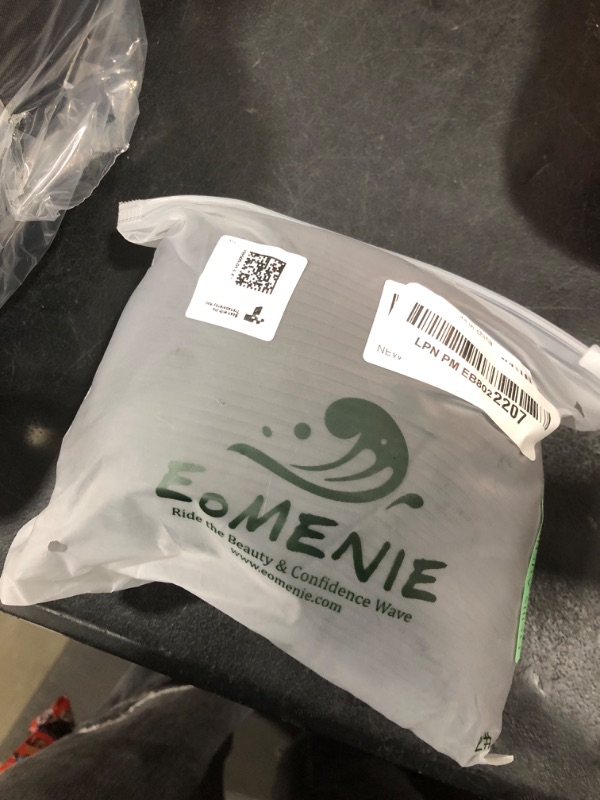 NEW
LPN PM EB8022207
EOMENIE
Ride the Beauty & Confidence Wave
www.eomenie.com